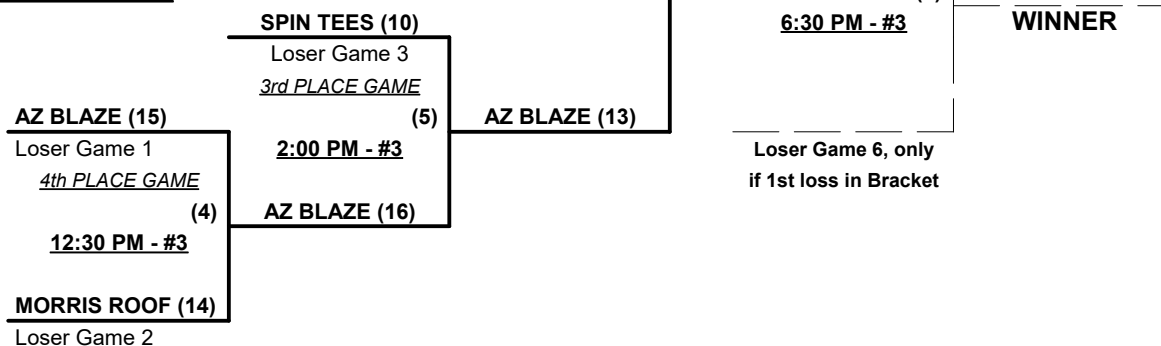 SPIN TEES (10)
Loser Game 3
3rd PLACE GAME
(5)
2:00 PM - #3
AZ BLAZE (15)
Loser Game 1
4th PLACE GAME
(4)
12:30 PM - #3
AZ BLAZE (16)
MORRIS ROOF (14)
Loser Game 2
AZ BLAZE (13)
6:30 PM - #3
WINNER
Loser Game 6, only
if 1st loss in Bracket